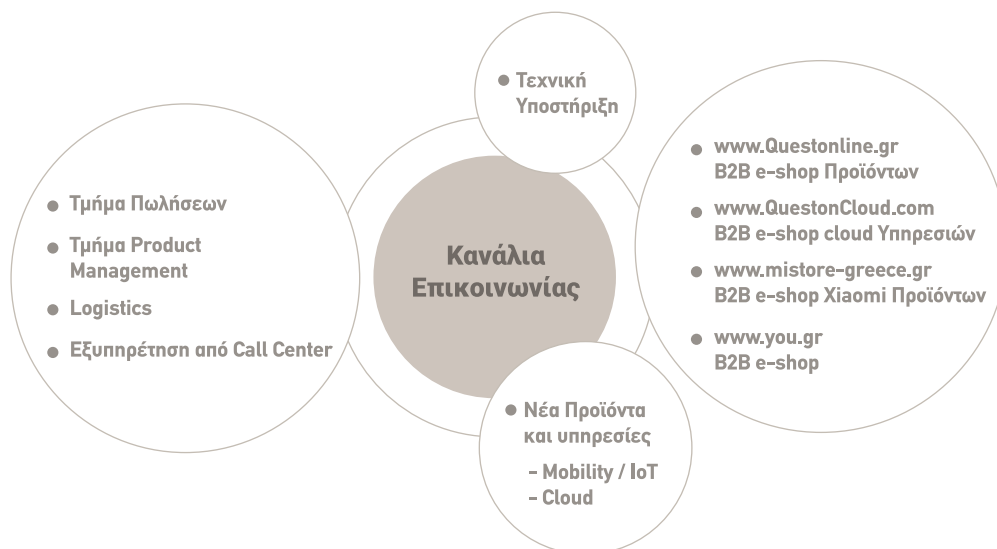 Τεχνική
Υποστήριξη
Τμήμα Πωλήσεων
Τμήμα Product
Management
Logistics
Εξυπηρέτηση από Call Center
Κανάλια
Επικοινωνίας
www.Questonline.gr
B2B e-shop Προϊόντων
www.QuestonCloud.com
B2B e-shop cloud Υπηρεσιών
www.mistore-greece.gr
B2B e-shop Xiaomi Προϊόντων
www.you.gr
B2B e-shop
Νέα Προϊόντα
και υπηρεσίες
- Mobility / IoT
- Cloud